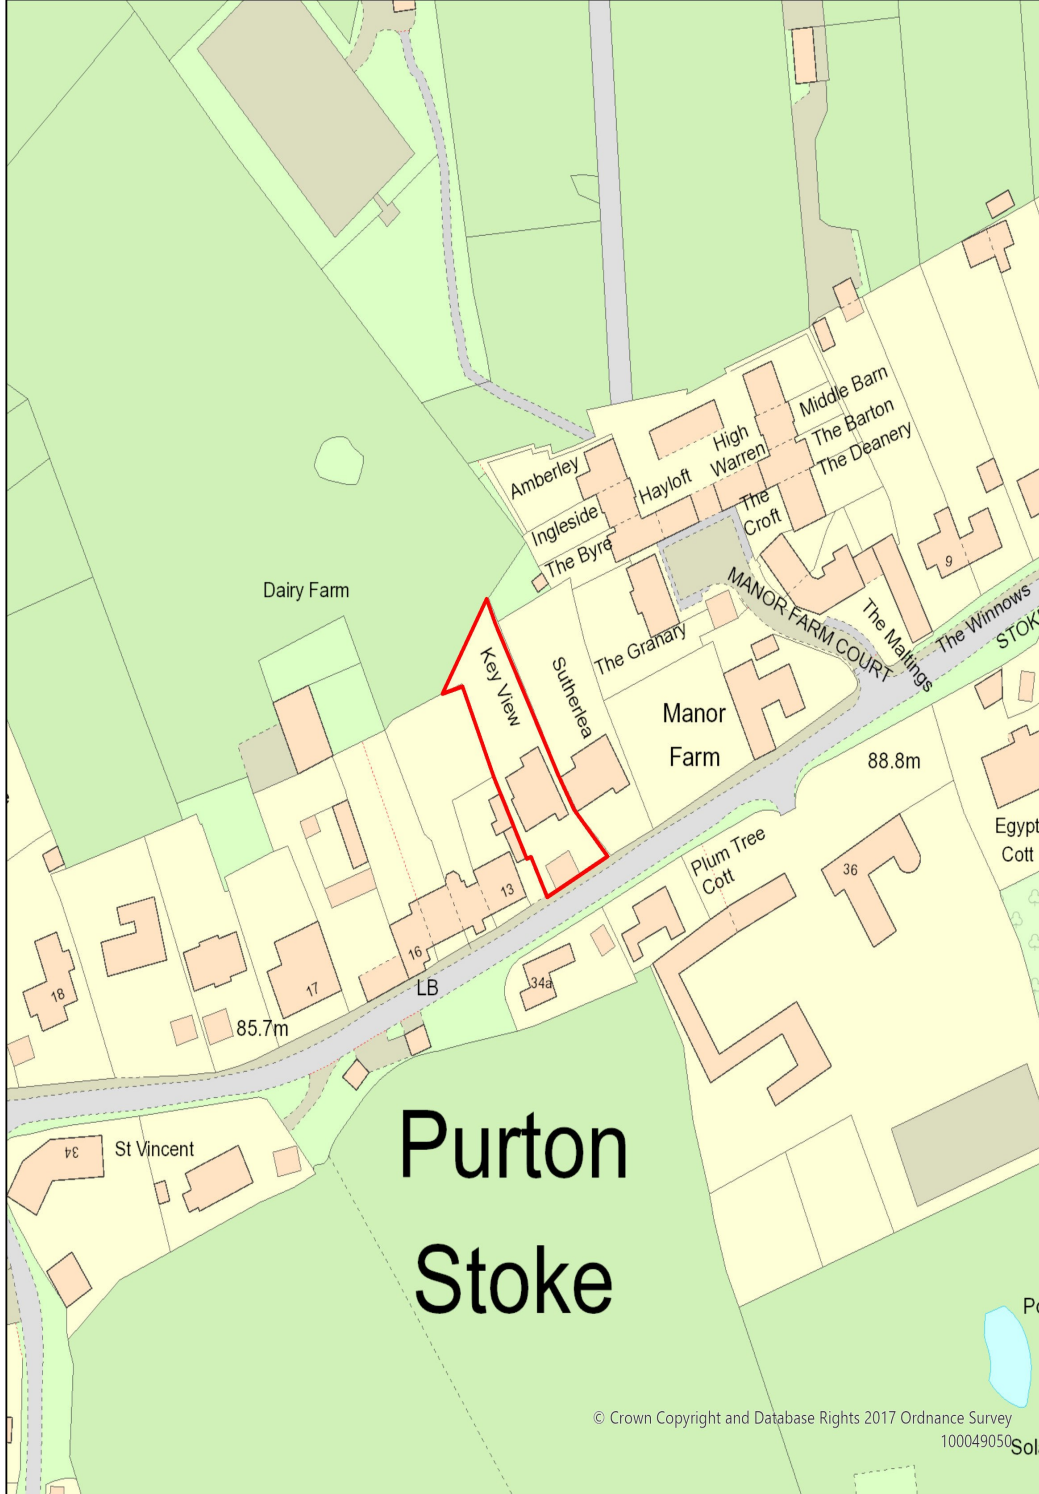 Middle Barn
High
Warren
The Barton
The Deanery
Amberley
Hayloft
The
Croft
Ingleside
The Byre
9
Dairy Farm
MANOR FARM COURT
The Winnows
The Maltings
The Granary
Key View
Sutherlea
Manor
Farm
88.8m
Egypt
Cott
Plum Tree
Cott
36
13
16
LB
34a
17
18
85.7m
34
St Vincent
Purton
Stoke
© Crown Copyright and Database Rights 2017 Ordnance Survey
100049050